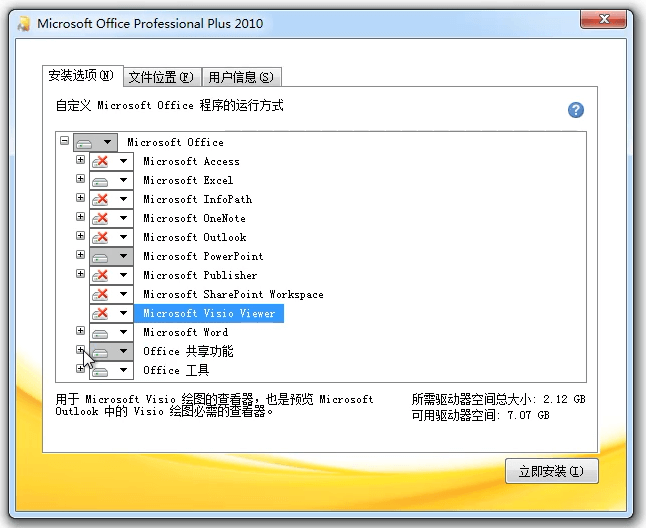 Microsoft Office Professional Plus 2010
安装选项(N) 文件位置(F) 用户信息(S)
自定义 Microsoft Office 程序的运行方式
Microsoft Office
Microsoft Access
Microsoft Excel
Microsoft InfoPath
Microsoft OneNote
Microsoft Outlook
Microsoft PowerPoint
Microsoft Publisher
Microsoft SharePoint Workspace
Microsoft Visio Viewer
Microsoft Word
Office 共享功能
Office 工具
用于 Microsoft Visio 绘图的查看器，也是预览 Microsoft
Outlook 中的 Visio 绘图必需的查看器。
所需驱动器空间总大小: 2.12 GB
可用驱动器空间: 7.07 GB
立即安装(I)